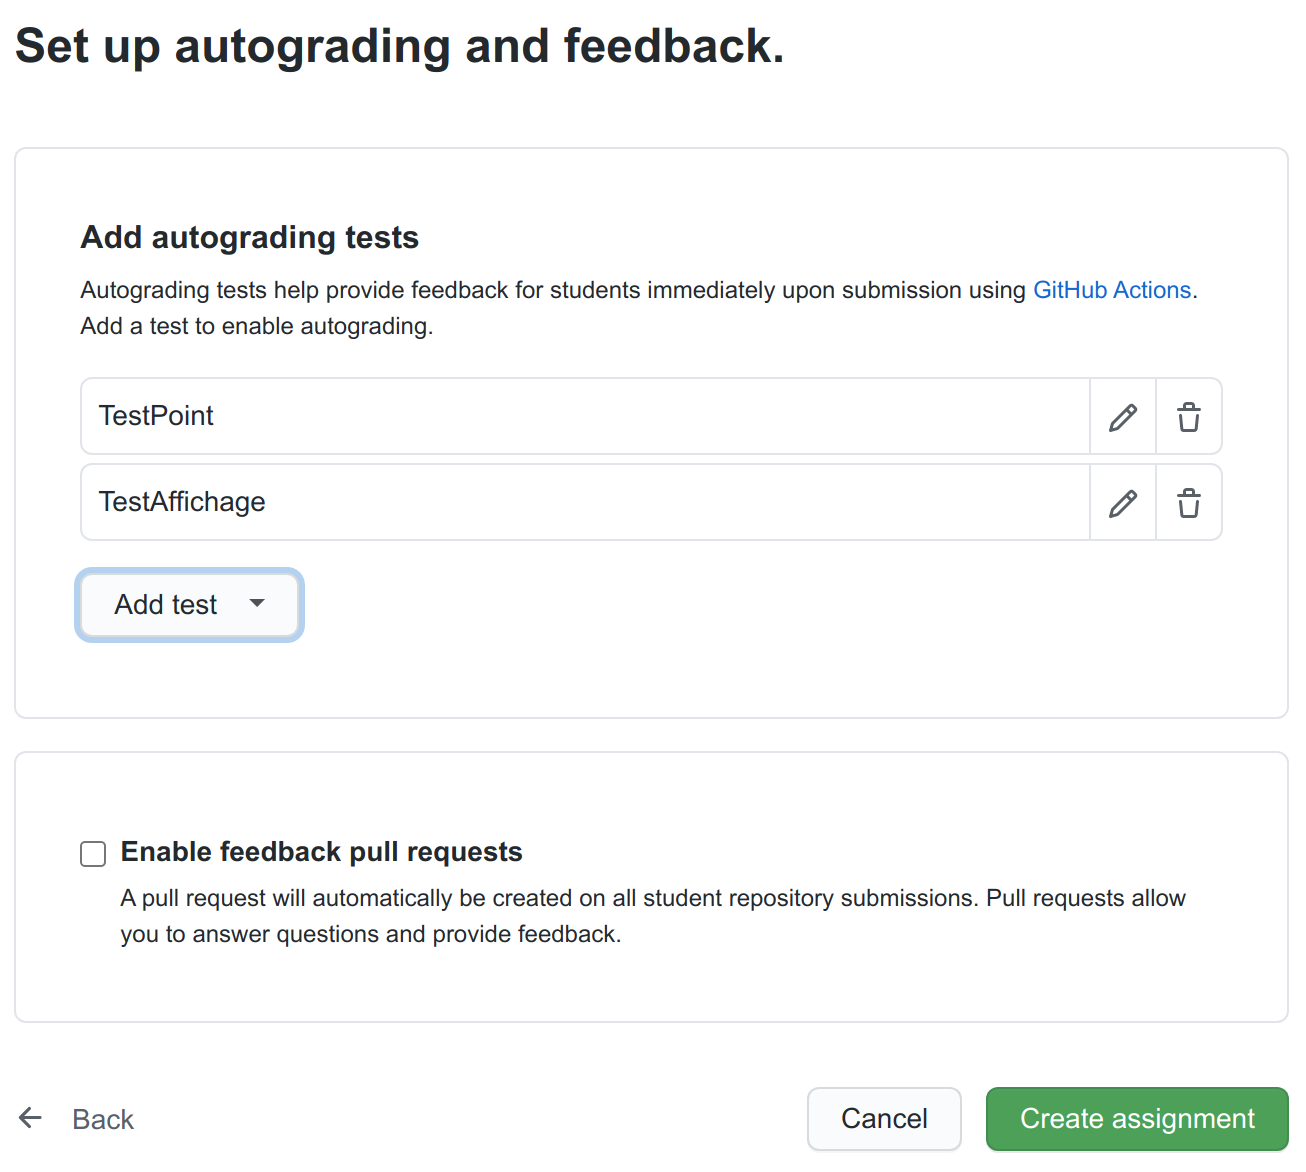 Set up autograding and feedback.
Add autograding tests
Autograding tests help provide feedback for students immediately upon submission using GitHub Actions.
Add a test to enable autograding.
TestPoint
TestAffichage
Add test
Enable feedback pull requests
A pull request will automatically be created on all student repository submissions. Pull requests allow
you to answer questions and provide feedback.
Back
Cancel
Create assignment